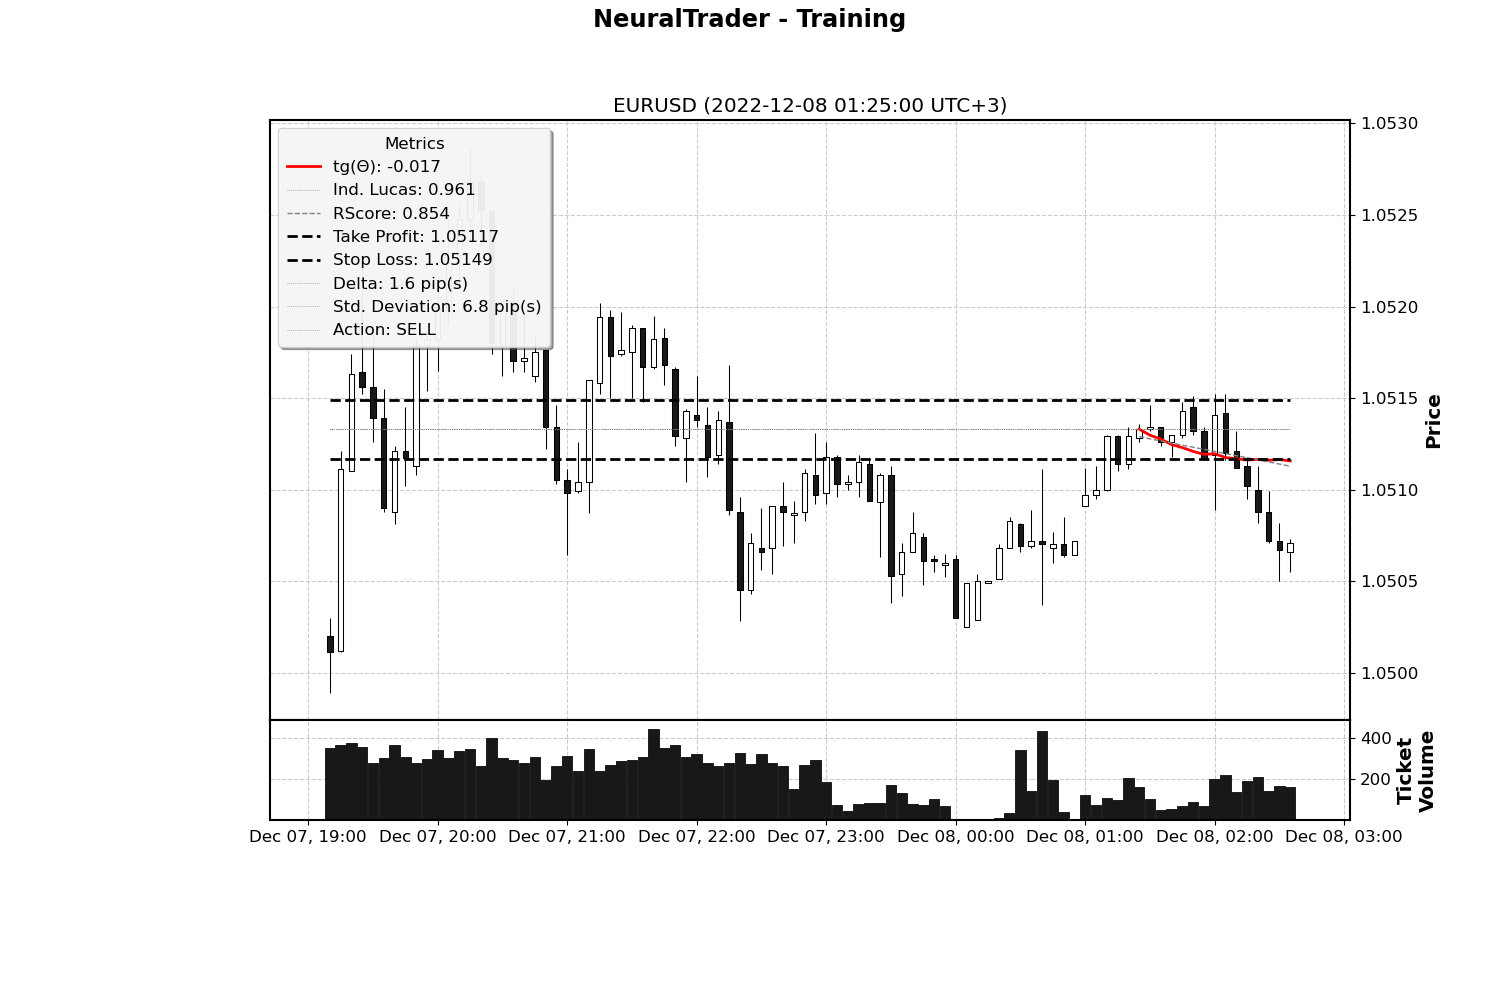 NeuralTrader - Training
EURUSD (2022-12-08 01:25:00 UTC+3)
Metrics
tg(Θ): -0.017
Ind. Lucas: 0.961
RScore: 0.854
Take Profit: 1.05117
Stop Loss: 1.05149
Delta: 1.6 pip(s)
Std. Deviation: 6.8 pip(s)
Action: SELL
1.0530
1.0525
1.0520
1.0515
1.0510
1.0505
1.0500
Price
400
200
Ticket
Volume
Dec 07, 19:00
Dec 07, 20:00
Dec 07, 21:00
Dec 07, 22:00
Dec 07, 23:00
Dec 08, 00:00
Dec 08, 01:00
Dec 08, 02:00
Dec 08, 03:00